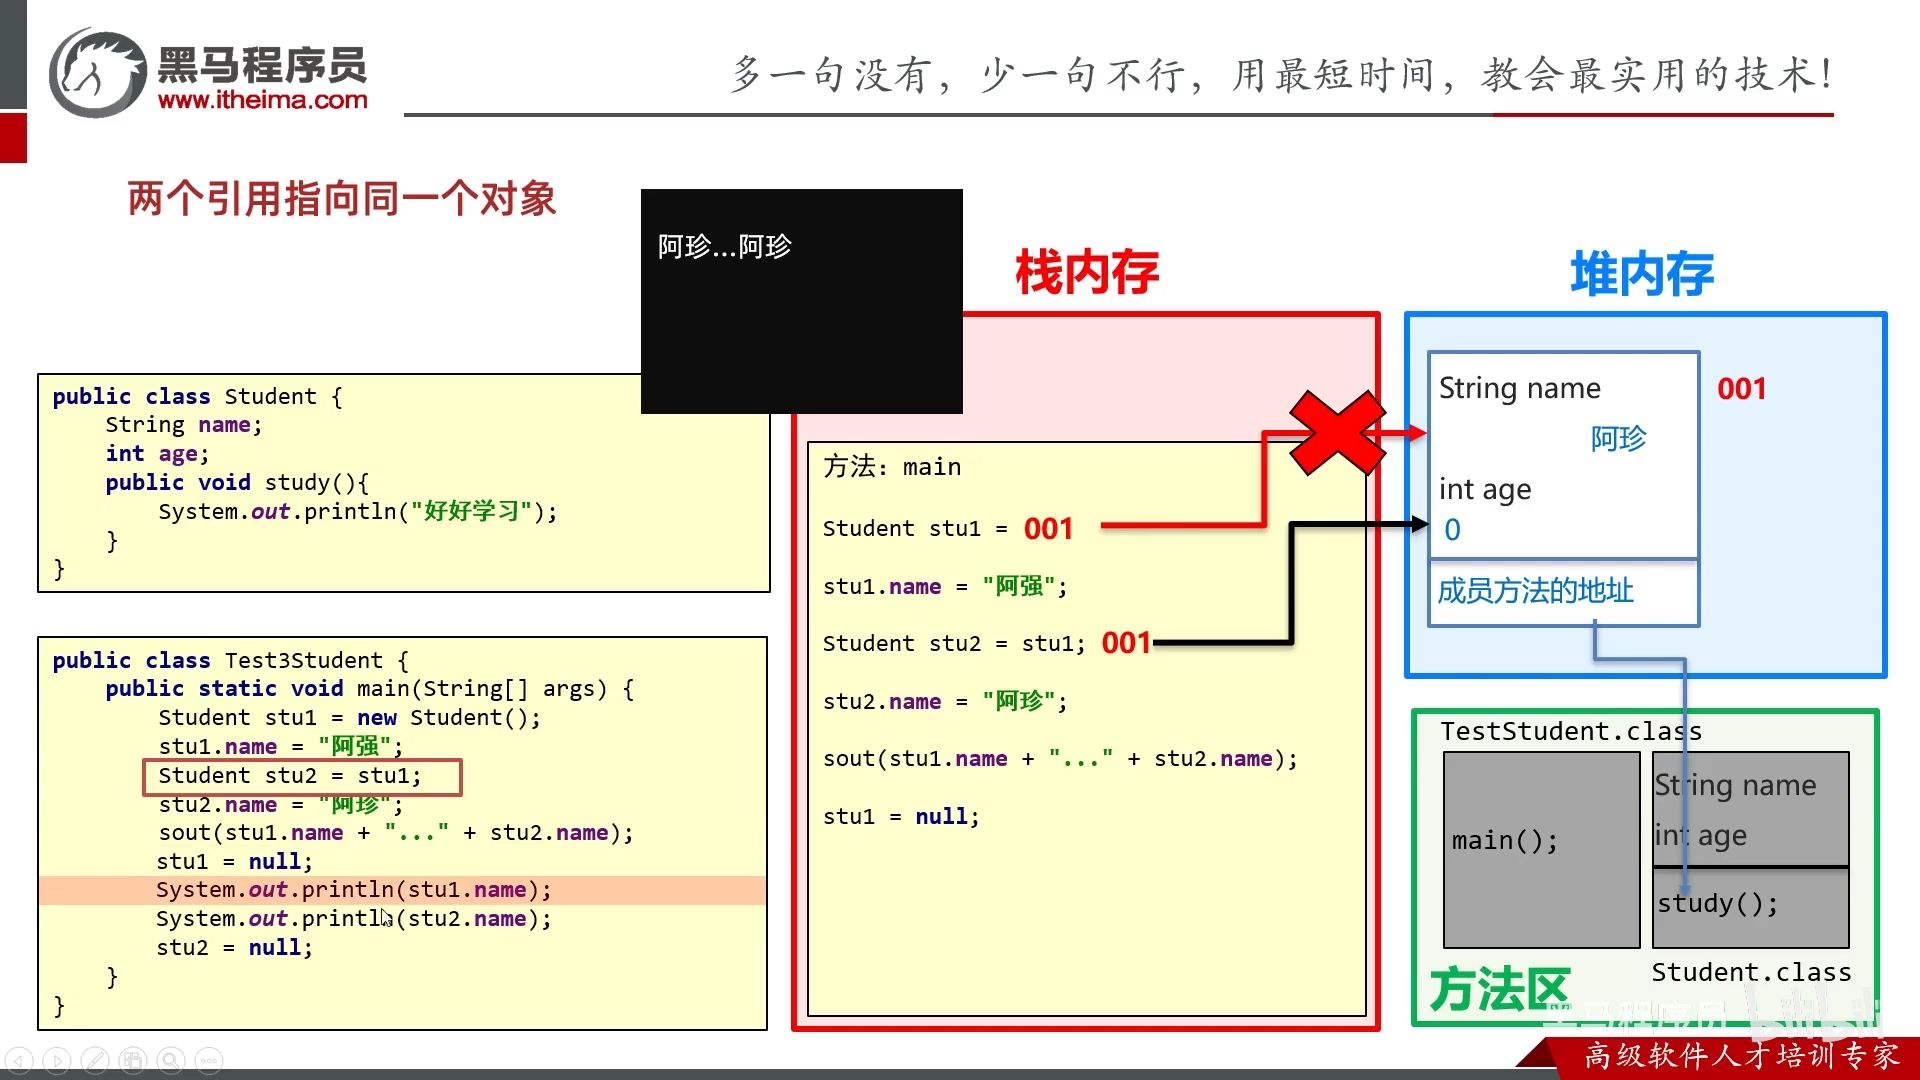 黑马程序员
www.itheima.com
多一句没有，少一句不行，用最短时间，教会最实用的技术！
两个引用指向同一个对象
阿珍...阿珍
栈内存
堆内存
public class Student {
String name;
int age;
public void study(){
System.out.println("好好学习");
}
}
public class Test3Student {
public static void main(String[] args) {
Student stu1 = new Student();
stu1.name = "阿强";
Student stu2 = stu1;
stu2.name = "阿珍";
sout(stu1.name + "..." + stu2.name);
stu1 = null;
System.out.println(stu1.name);
System.out.println(stu2.name);
stu2 = null;
}
}
方法：main
Student stu1 = 001
stu1.name = "阿强";
Student stu2 = stu1; 001
stu2.name = "阿珍";
sout(stu1.name + "..." + stu2.name);
stu1 = null;
String name
001
阿珍
int age
0
成员方法的地址
TestStudent.class
main();
String name
int age
study();
Student.class
方法区
黑马程序员
bilibili
高级软件人才培训专家